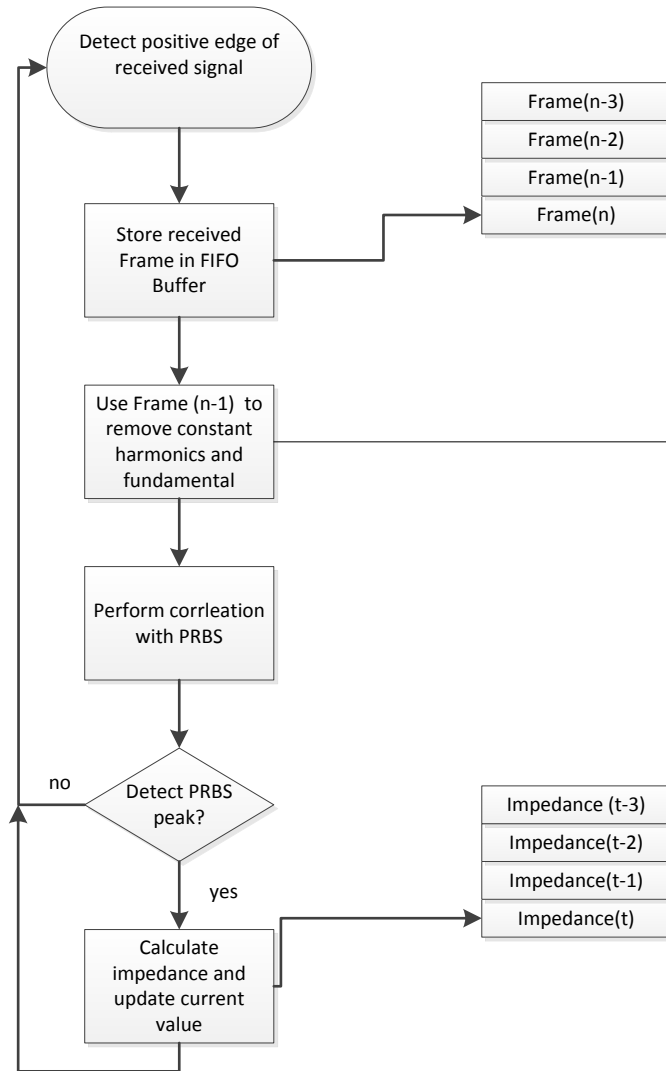 Detect positive edge of
received signal
Frame(n-3)
Frame(n-2)
Frame(n-1)
Frame(n)
Store received
Frame in FIFO
Buffer
Use Frame (n-1) to
remove constant
harmonics and
fundamental
Perform corrleation
with PRBS
no
Detect PRBS
peak?
yes
Impedance (t-3)
Impedance(t-2)
Impedance(t-1)
Impedance(t)
Calculate
impedance and
update current
value